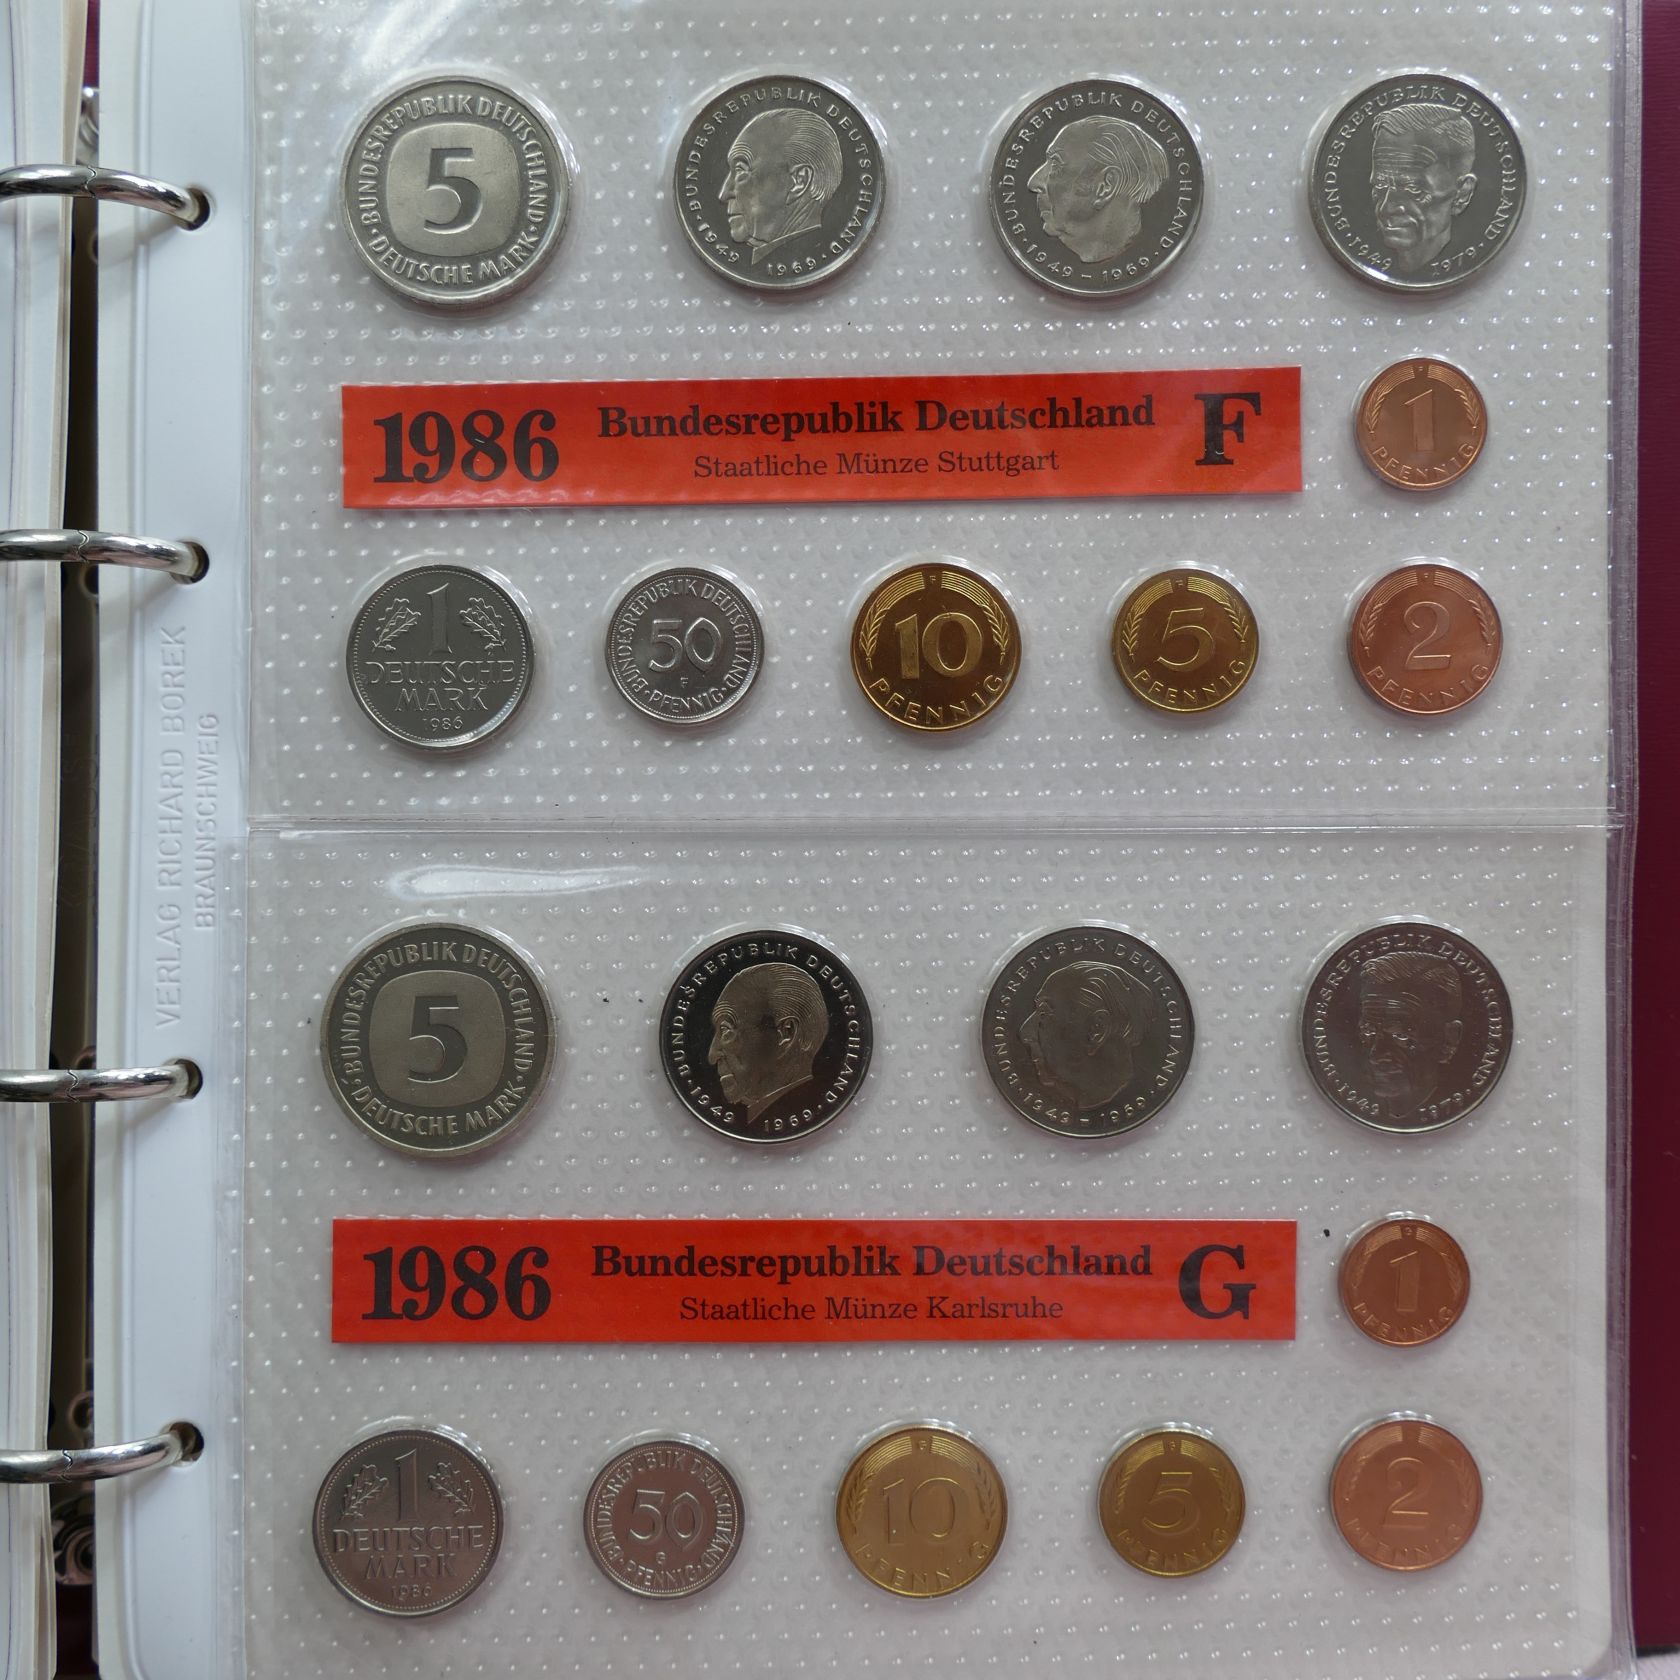 BUNDESREPUBLIK DEUTSCHLAND
5
DEUTSCHE MARK
BUNDESREPUBLIK DEUTSCHLAND
1949 1969
BUNDESREPUBLIK DEUTSCHLAND
1949 – 1969
BUNDESREPUBLIK DEUTSCHLAND
1949 1979
1986 Bundesrepublik Deutschland F
Staatliche Münze Stuttgart
F
1
PFENNIG
1
DEUTSCHE
MARK
1986
BUNDESREPUBLIK DEUTSCHLAND
50
F
PFENNIG
F
10
PFENNIG
F
5
PFENNIG
F
2
PFENNIG
VERLAG RICHARD BOREK
BRAUNSCHWEIG
BUNDESREPUBLIK DEUTSCHLAND
5
DEUTSCHE MARK
BUNDESREPUBLIK DEUTSCHLAND
1949 1969
BUNDESREPUBLIK DEUTSCHLAND
1949 – 1969
BUNDESREPUBLIK DEUTSCHLAND
1949 1979
1986 Bundesrepublik Deutschland G
Staatliche Münze Karlsruhe
G
1
PFENNIG
1
DEUTSCHE
MARK
1986
BUNDESREPUBLIK DEUTSCHLAND
50
G
PFENNIG
G
10
PFENNIG
G
5
PFENNIG
G
2
PFENNIG